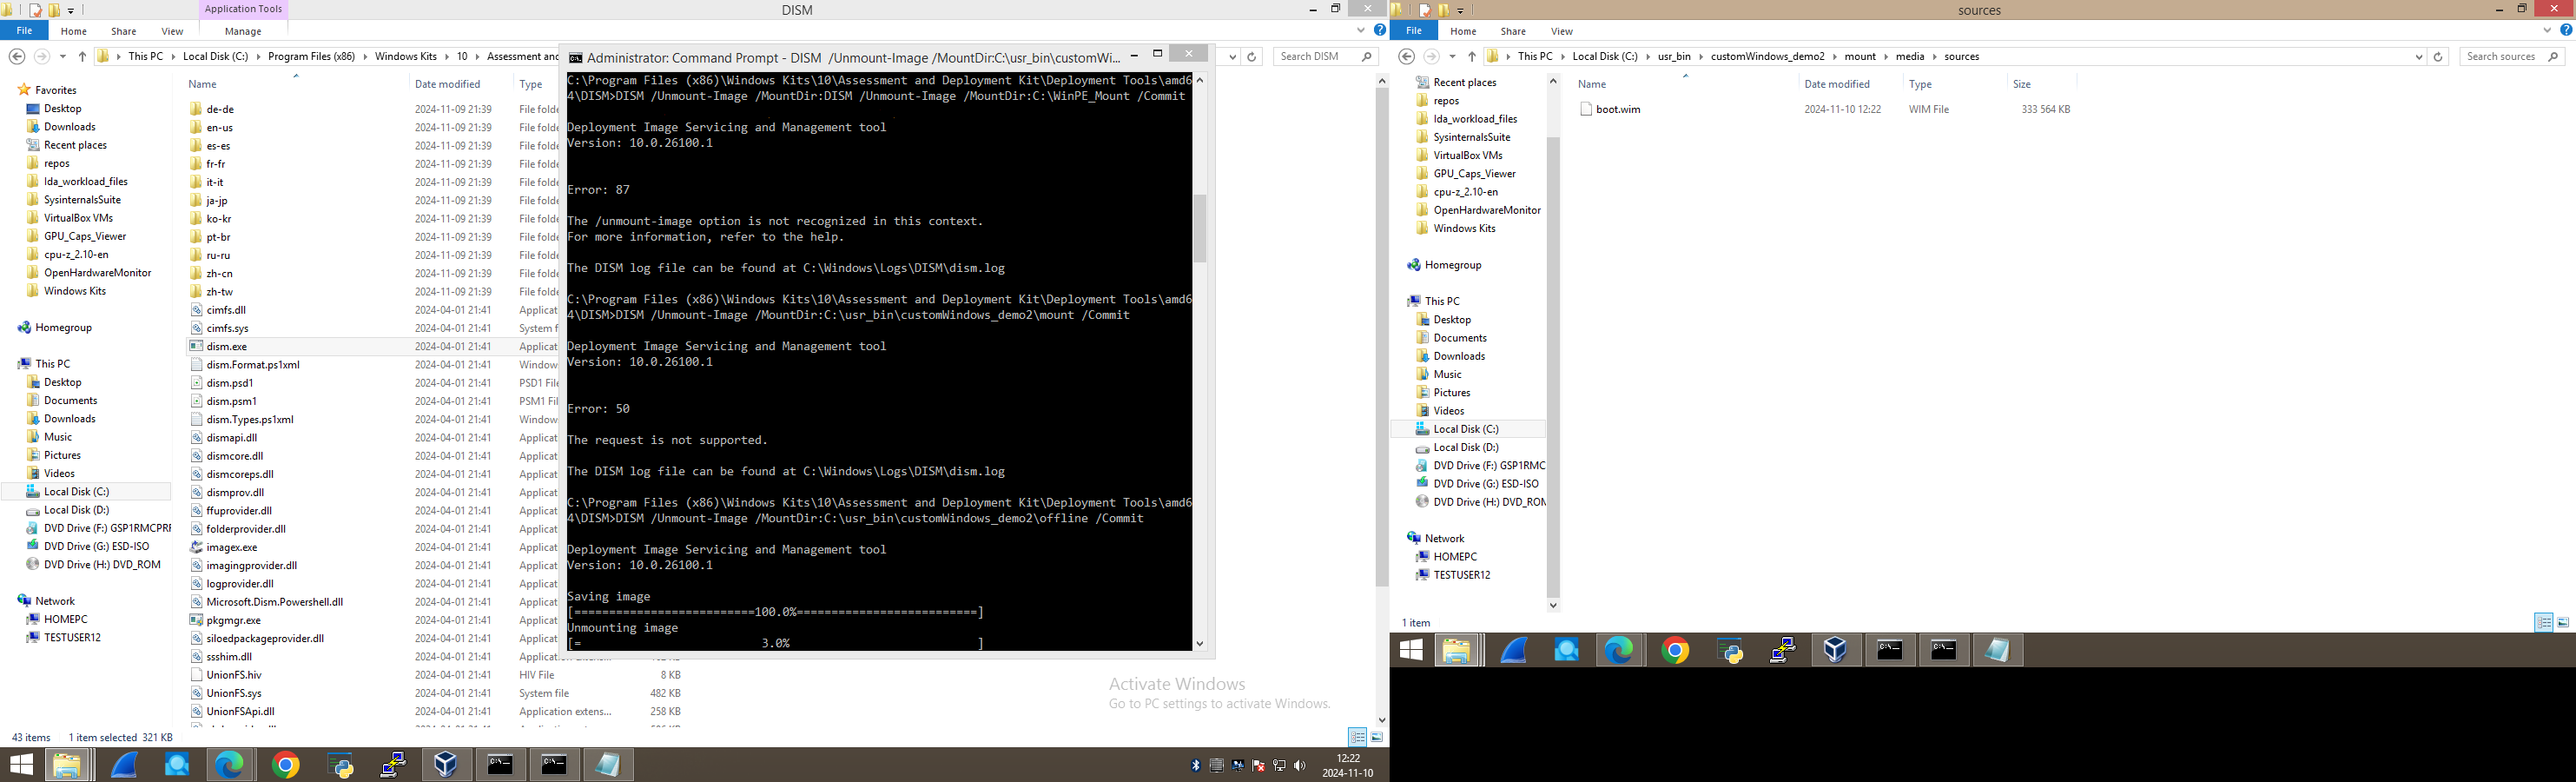 Application Tools
DISM
File
Home
Share
View
Manage
This PC
Local Disk (C:)
Program Files (x86)
Windows Kits
10
Assessment and
Search DISM
Name
Date modified
Type
Favorites
Desktop
Downloads
Recent places
repos
lda_workload_files
SysinternalsSuite
VirtualBox VMs
GPU_Caps_Viewer
cpu-z_2.10-en
OpenHardwareMonitor
Windows Kits
Homegroup
This PC
Desktop
Documents
Downloads
Music
Pictures
Videos
Local Disk (C:)
Local Disk (D:)
DVD Drive (F:) GSP1RMCPRF
DVD Drive (G:) ESD-ISO
DVD Drive (H:) DVD_ROM
Network
HOMEPC
TESTUSER12
de-de 2024-11-09 21:39 File folde
en-us 2024-11-09 21:39 File folde
es-es 2024-11-09 21:39 File folde
fr-fr 2024-11-09 21:39 File folde
it-it 2024-11-09 21:39 File folde
ja-jp 2024-11-09 21:39 File folde
ko-kr 2024-11-09 21:39 File folde
pt-br 2024-11-09 21:39 File folde
ru-ru 2024-11-09 21:39 File folde
zh-cn 2024-11-09 21:39 File folde
zh-tw 2024-11-09 21:39 File folde
cimfs.dll 2024-04-01 21:41 Applicat
cimfs.sys 2024-04-01 21:41 System f
dism.exe 2024-04-01 21:41 Applicat
dism.Format.ps1xml 2024-04-01 21:41 Window
dism.psd1 2024-04-01 21:41 PSD1 File
dism.psm1 2024-04-01 21:41 PSM1 Fil
dism.Types.ps1xml 2024-04-01 21:41 Window
dismapi.dll 2024-04-01 21:41 Applicat
dismcore.dll 2024-04-01 21:41 Applicat
dismcoreps.dll 2024-04-01 21:41 Applicat
dismprov.dll 2024-04-01 21:41 Applicat
ffuprovider.dll 2024-04-01 21:41 Applicat
folderprovider.dll 2024-04-01 21:41 Applicat
imagex.exe 2024-04-01 21:41 Applicat
imagingprovider.dll 2024-04-01 21:41 Applicat
logprovider.dll 2024-04-01 21:41 Applicat
Microsoft.Dism.Powershell.dll 2024-04-01 21:41 Applicat
pkgmgr.exe 2024-04-01 21:41 Applicat
siloedpackageprovider.dll 2024-04-01 21:41 Applicat
ssshim.dll 2024-04-01 21:41
UnionFS.hiv 2024-04-01 21:41 HIV File 8 KB
UnionFS.sys 2024-04-01 21:41 System file 482 KB
UnionFSApi.dll 2024-04-01 21:41 Application extens... 258 KB
43 items 1 item selected 321 KB
Administrator: Command Prompt - DISM /Unmount-Image /MountDir:C:\usr_bin\customWi...
C:\Program Files (x86)\Windows Kits\10\Assessment and Deployment Kit\Deployment Tools\amd6
4\DISM>DISM /Unmount-Image /MountDir:DISM /Unmount-Image /MountDir:C:\WinPE_Mount /Commit
Deployment Image Servicing and Management tool
Version: 10.0.26100.1
Error: 87
The /unmount-image option is not recognized in this context.
For more information, refer to the help.
The DISM log file can be found at C:\Windows\Logs\DISM\dism.log
C:\Program Files (x86)\Windows Kits\10\Assessment and Deployment Kit\Deployment Tools\amd6
4\DISM>DISM /Unmount-Image /MountDir:C:\usr_bin\customWindows_demo2\mount /Commit
Deployment Image Servicing and Management tool
Version: 10.0.26100.1
Error: 50
The request is not supported.
The DISM log file can be found at C:\Windows\Logs\DISM\dism.log
C:\Program Files (x86)\Windows Kits\10\Assessment and Deployment Kit\Deployment Tools\amd6
4\DISM>DISM /Unmount-Image /MountDir:C:\usr_bin\customWindows_demo2\offline /Commit
Deployment Image Servicing and Management tool
Version: 10.0.26100.1
Saving image
[==========================100.0%==========================]
Unmounting image
[= 3.0% ]
Activate Windows
Go to PC settings to activate Windows.
12:22
2024-11-10
sources
File
Home
Share
View
This PC
Local Disk (C:)
usr_bin
customWindows_demo2
mount
media
sources
Search sources
Name
Date modified
Type
Size
boot.wim 2024-11-10 12:22 WIM File 333 564 KB
Recent places
repos
lda_workload_files
SysinternalsSuite
VirtualBox VMs
GPU_Caps_Viewer
cpu-z_2.10-en
OpenHardwareMonitor
Windows Kits
Homegroup
This PC
Desktop
Documents
Downloads
Music
Pictures
Videos
Local Disk (C:)
Local Disk (D:)
DVD Drive (F:) GSP1RMC
DVD Drive (G:) ESD-ISO
DVD Drive (H:) DVD_ROM
Network
HOMEPC
TESTUSER12
1 item